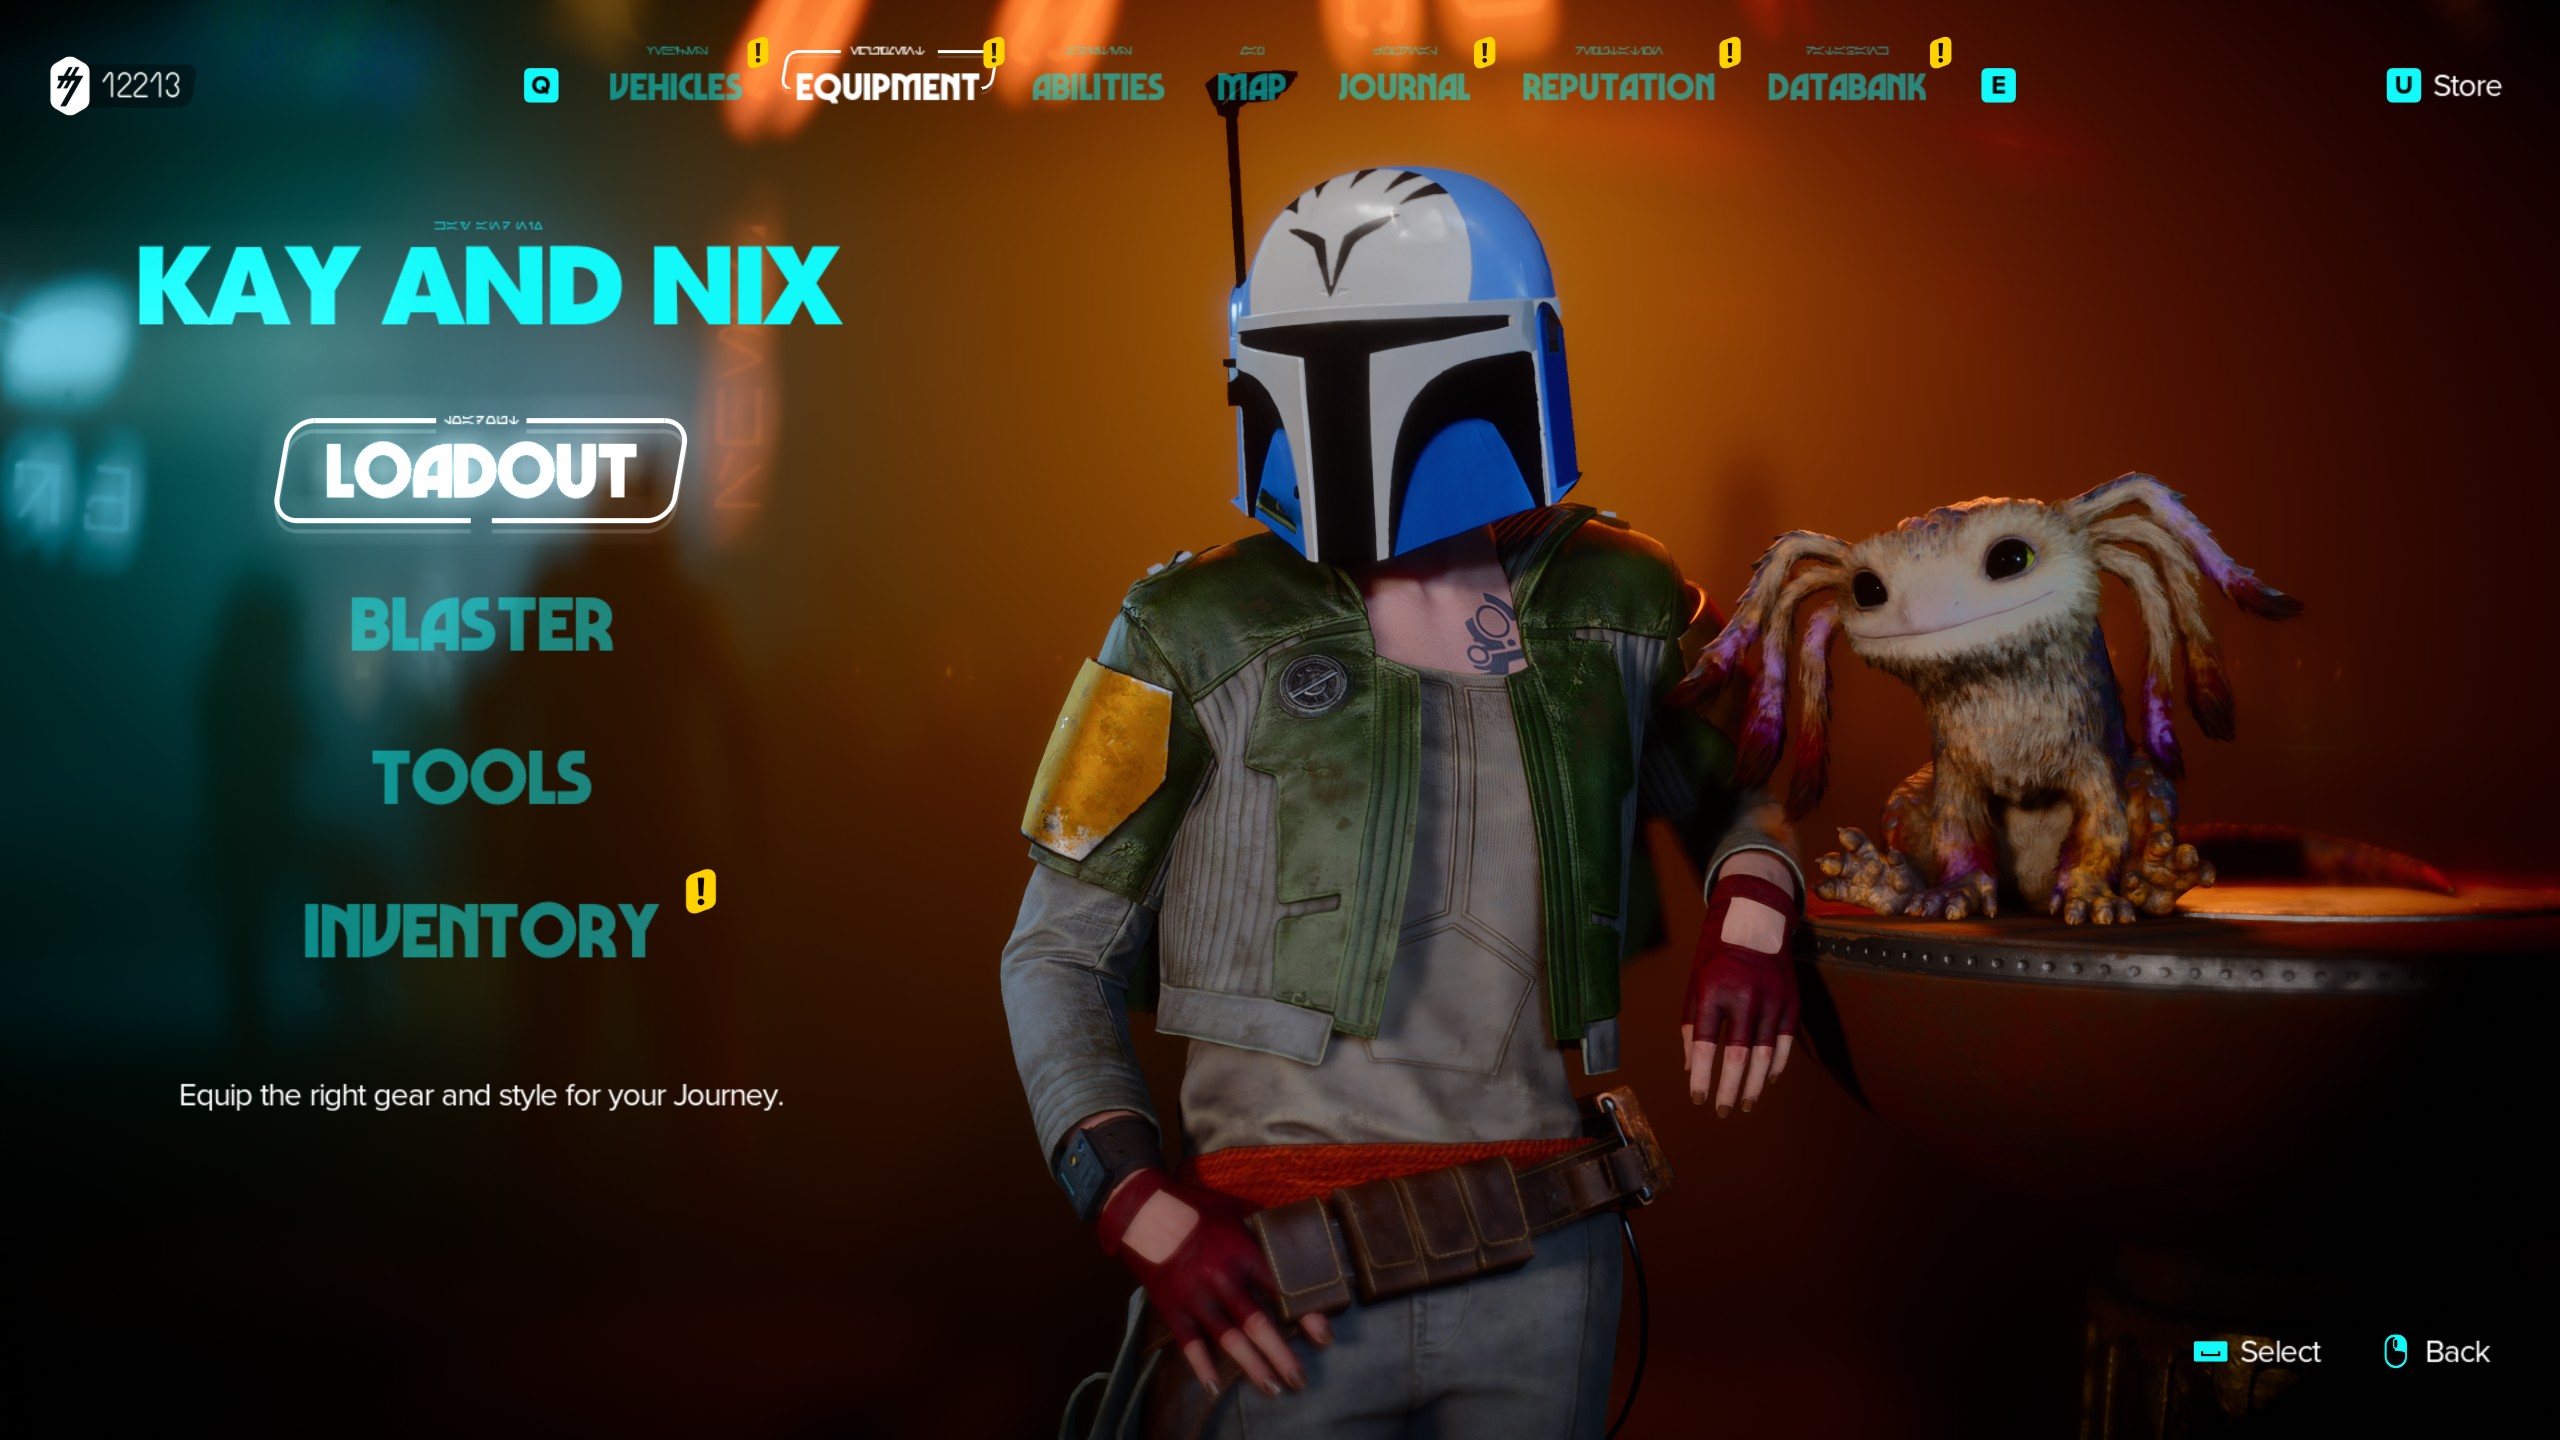 12213
Q
VEHICLES
!
EQUIPMENT
!
ABILITIES
MAP
JOURNAL
!
REPUTATION
!
DATABANK
!
E
U Store
KAY AND NIX
LOADOUT
BLASTER
TOOLS
INVENTORY
!
Equip the right gear and style for your Journey.
Select
Back